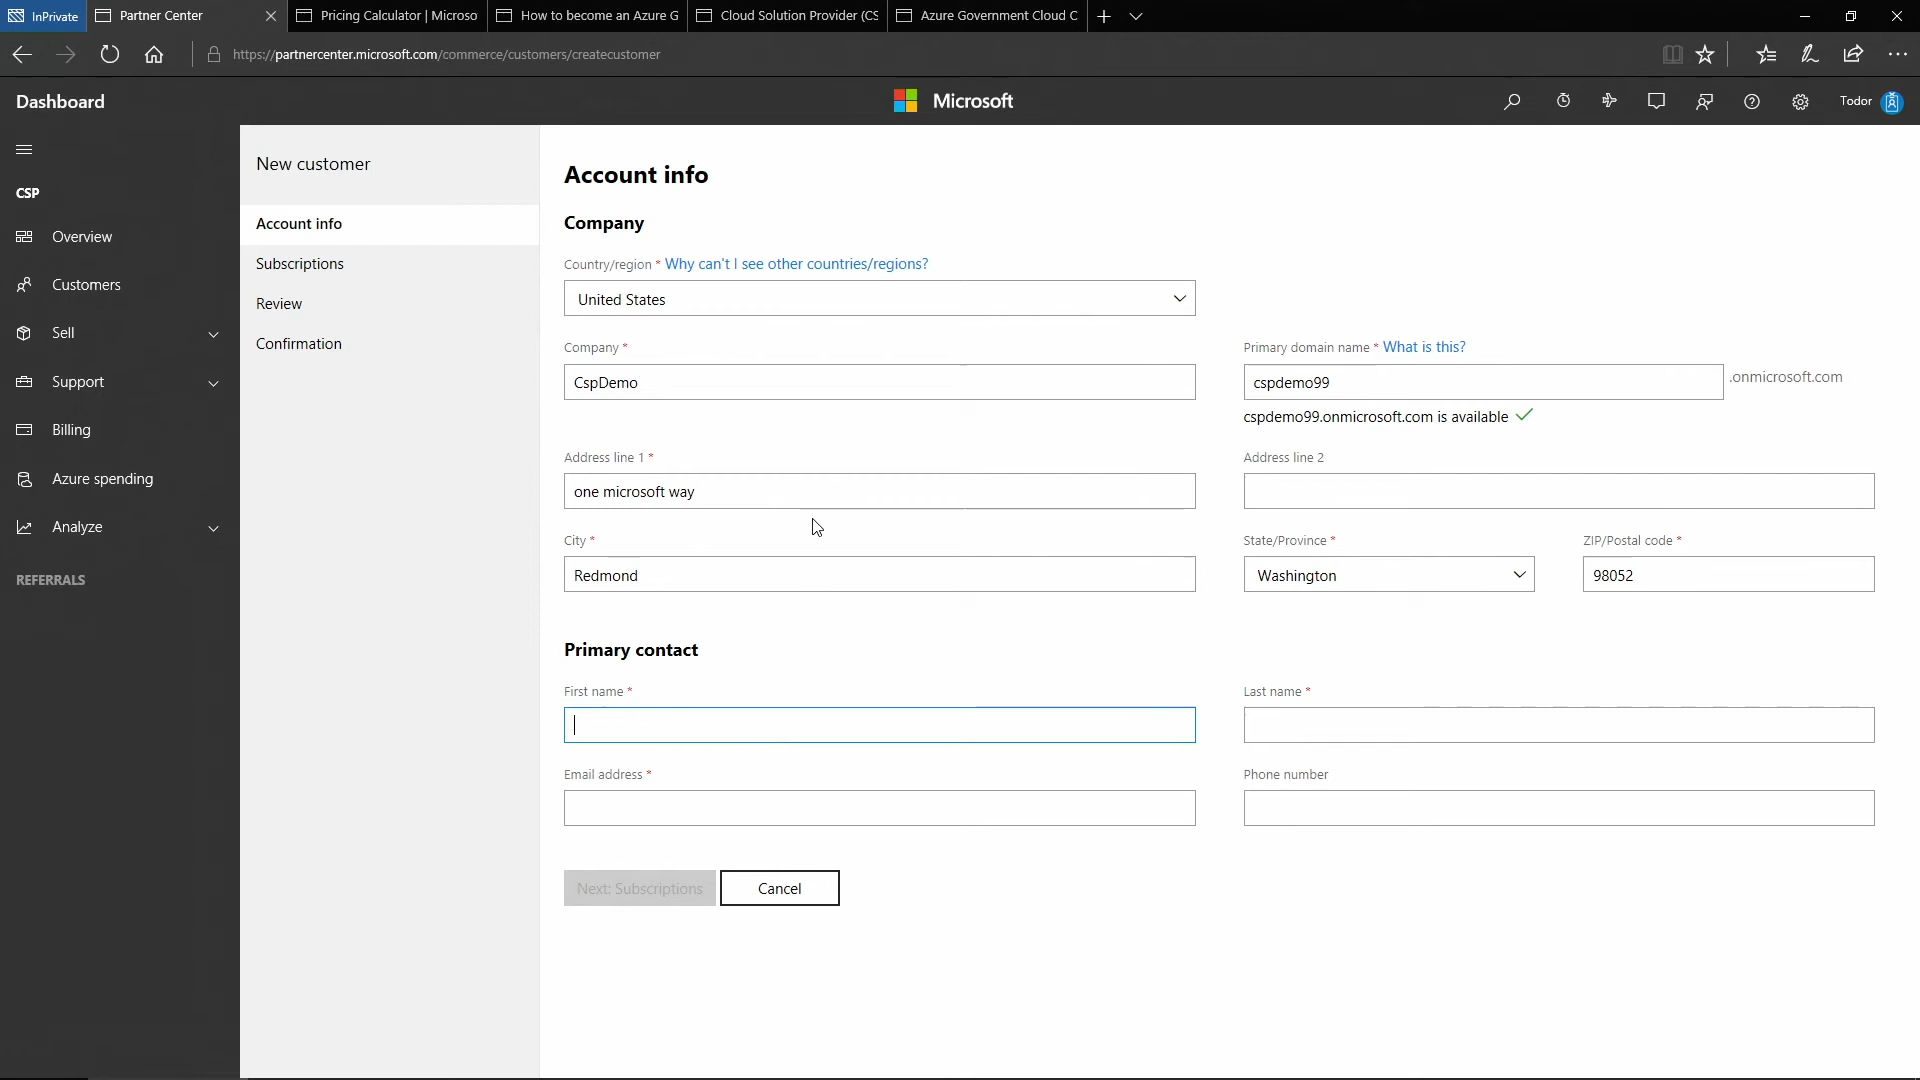 InPrivate
Partner Center
Pricing Calculator | Microso
How to become an Azure G
Cloud Solution Provider (CS
Azure Government Cloud C
https://partnercenter.microsoft.com/commerce/customers/createcustomer
Dashboard
Microsoft
Todor
CSP
Overview
Customers
Sell
Support
Billing
Azure spending
Analyze
REFERRALS
New customer
Account info
Subscriptions
Review
Confirmation
Account info
Company
Country/region * Why can't I see other countries/regions?
United States
Company *
CspDemo
Primary domain name * What is this?
cspdemo99
.onmicrosoft.com
cspdemo99.onmicrosoft.com is available
Address line 1 *
one microsoft way
Address line 2
City *
Redmond
State/Province *
Washington
ZIP/Postal code *
98052
Primary contact
First name *
Last name *
Email address *
Phone number
Next: Subscriptions
Cancel